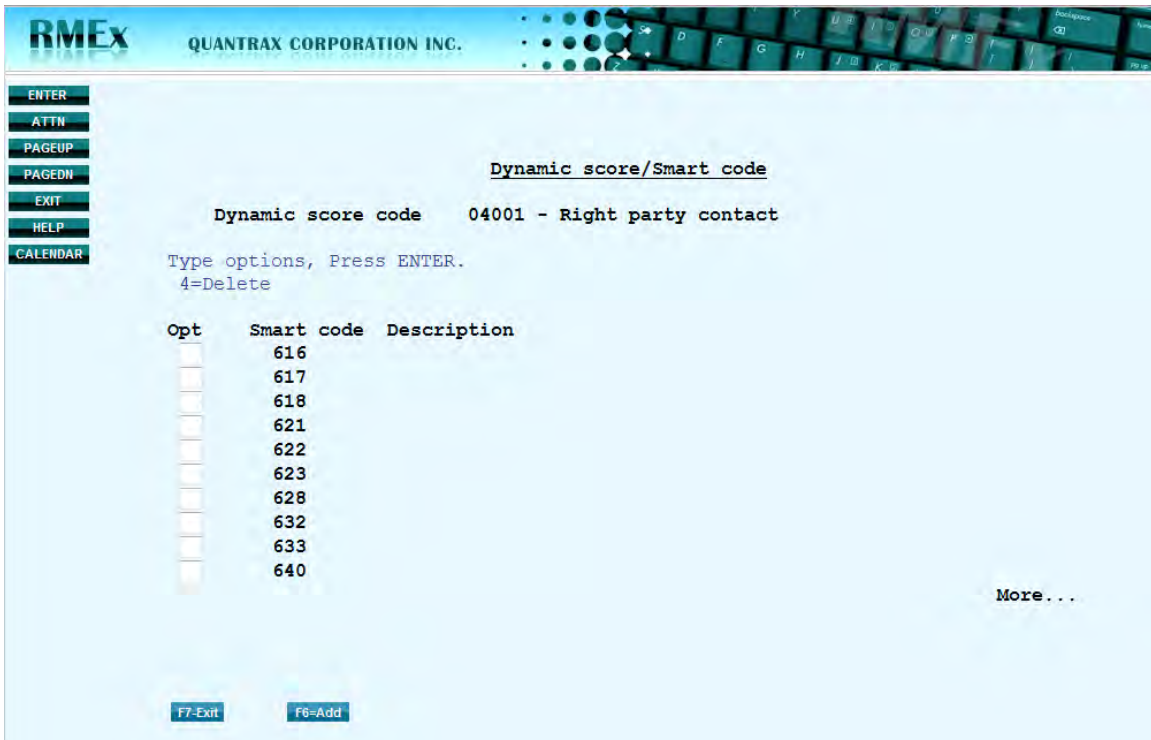 RMEx QUANTRAX CORPORATION INC.
ENTER
ATTN
PAGEUP
PAGEDN
EXIT
HELP
CALENDAR
Dynamic score/Smart code
Dynamic score code 04001 - Right party contact
Type options, Press ENTER.
4=Delete
Opt Smart code Description
616
617
618
621
622
623
628
632
633
640
More...
F7-Exit F6=Add